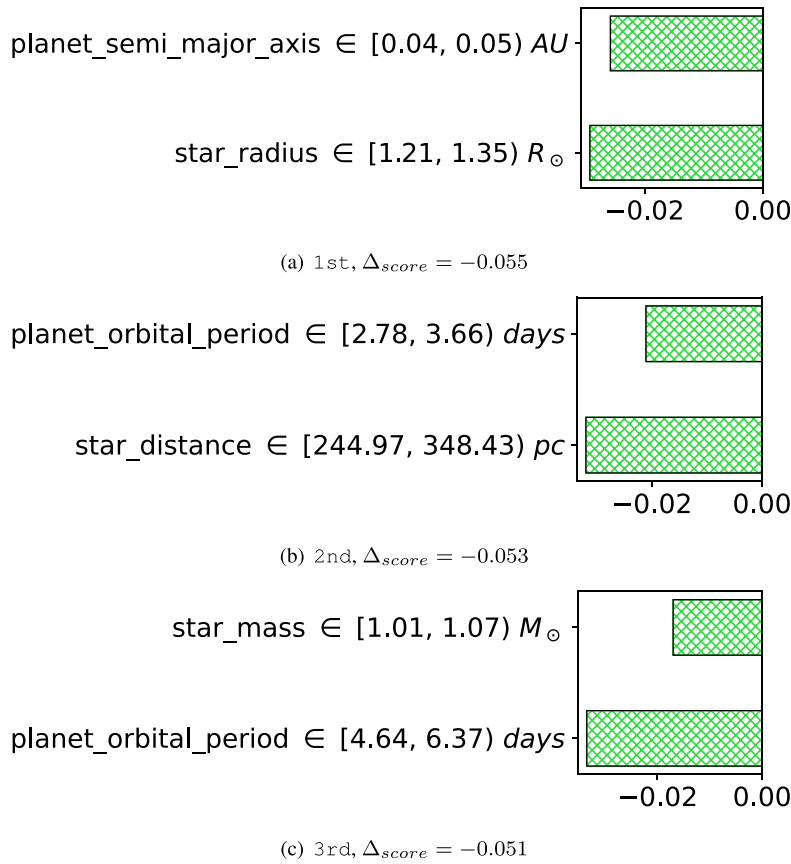 planet_semi_major_axis ∈ [0.04, 0.05) AU
star_radius ∈ [1.21, 1.35) R⊙
−0.02 0.00
(a) 1st, Δscore = −0.055
planet_orbital_period ∈ [2.78, 3.66) days
star_distance ∈ [244.97, 348.43) pc
−0.02 0.00
(b) 2nd, Δscore = −0.053
star_mass ∈ [1.01, 1.07) M⊙
planet_orbital_period ∈ [4.64, 6.37) days
−0.02 0.00
(c) 3rd, Δscore = −0.051